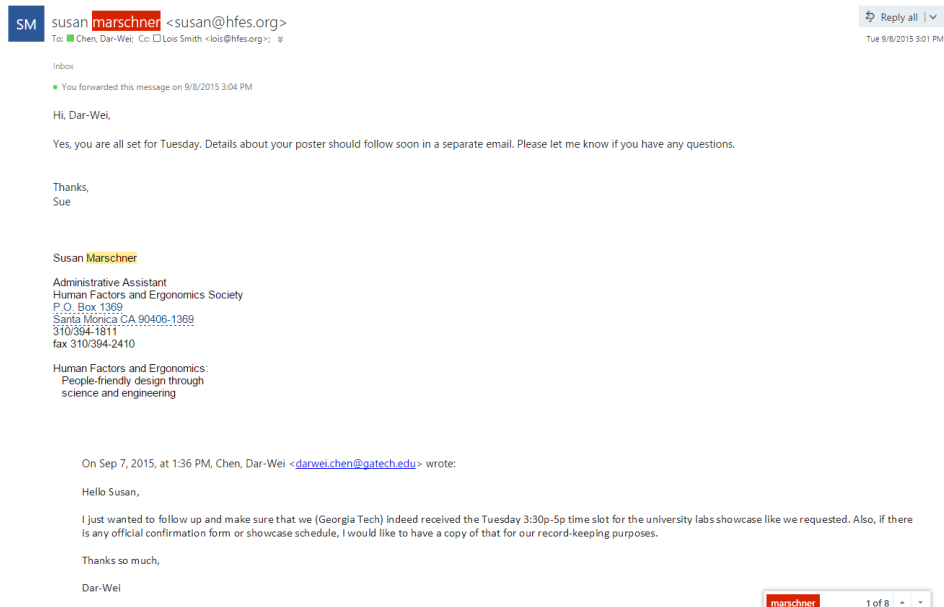 SM
susan marschner <susan@hfes.org>
Reply all
To: Chen, Dar-Wei; Cc: Lois Smith <lois@hfes.org>;
Tue 9/8/2015 3:01 PM
Inbox
You forwarded this message on 9/8/2015 3:04 PM
Hi, Dar-Wei,
Yes, you are all set for Tuesday. Details about your poster should follow soon in a separate email. Please let me know if you have any questions.
Thanks,
Sue
Susan Marschner
Administrative Assistant
Human Factors and Ergonomics Society
P.O. Box 1369
Santa Monica CA 90406-1369
310/394-1811
fax 310/394-2410
Human Factors and Ergonomics:
People-friendly design through
science and engineering
On Sep 7, 2015, at 1:36 PM, Chen, Dar-Wei <darwei.chen@gatech.edu> wrote:
Hello Susan,
I just wanted to follow up and make sure that we (Georgia Tech) indeed received the Tuesday 3:30p-5p time slot for the university labs showcase like we requested. Also, if there
is any official confirmation form or showcase schedule, I would like to have a copy of that for our record-keeping purposes.
Thanks so much,
Dar-Wei
marschner 1 of 8